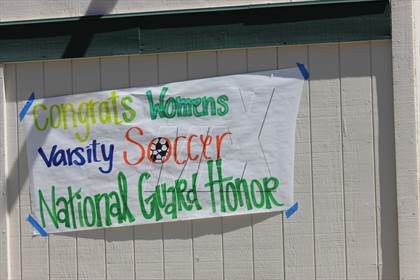 Congrats Womens
Varsity Soccer
National Guard Honor